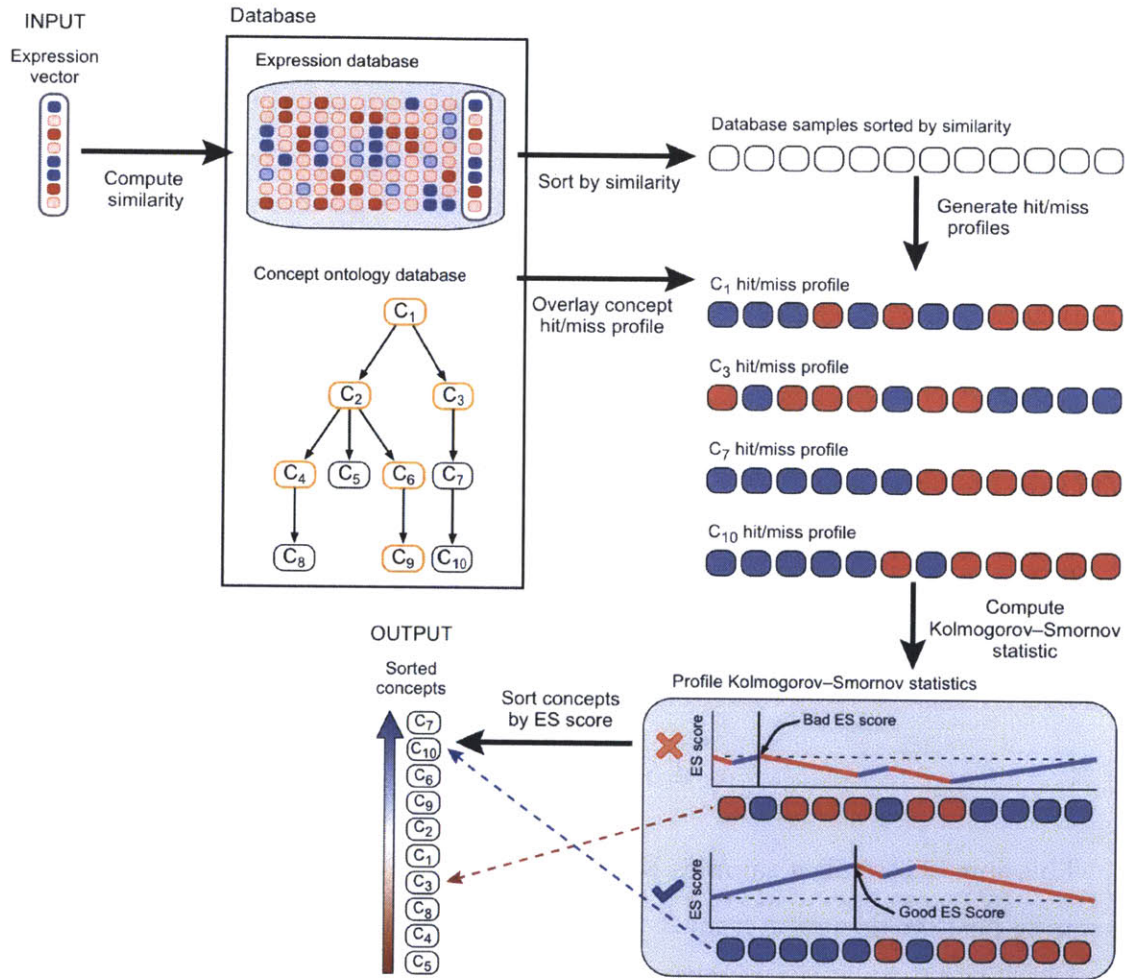 INPUT
Expression
vector
Compute
similarity
Database
Expression database
Sort by similarity
Database samples sorted by similarity
Generate hit/miss
profiles
Concept ontology database
C1
C2
C3
C4
C5
C6
C7
C8
C9
C10
Overlay concept
hit/miss profile
C1 hit/miss profile
C3 hit/miss profile
C7 hit/miss profile
C10 hit/miss profile
Compute
Kolmogorov–Smornov
statistic
Profile Kolmogorov–Smornov statistics
ES score
Bad ES score
ES score
Good ES Score
Sort concepts
by ES score
OUTPUT
Sorted
concepts
C7
C10
C6
C9
C2
C1
C3
C8
C4
C5